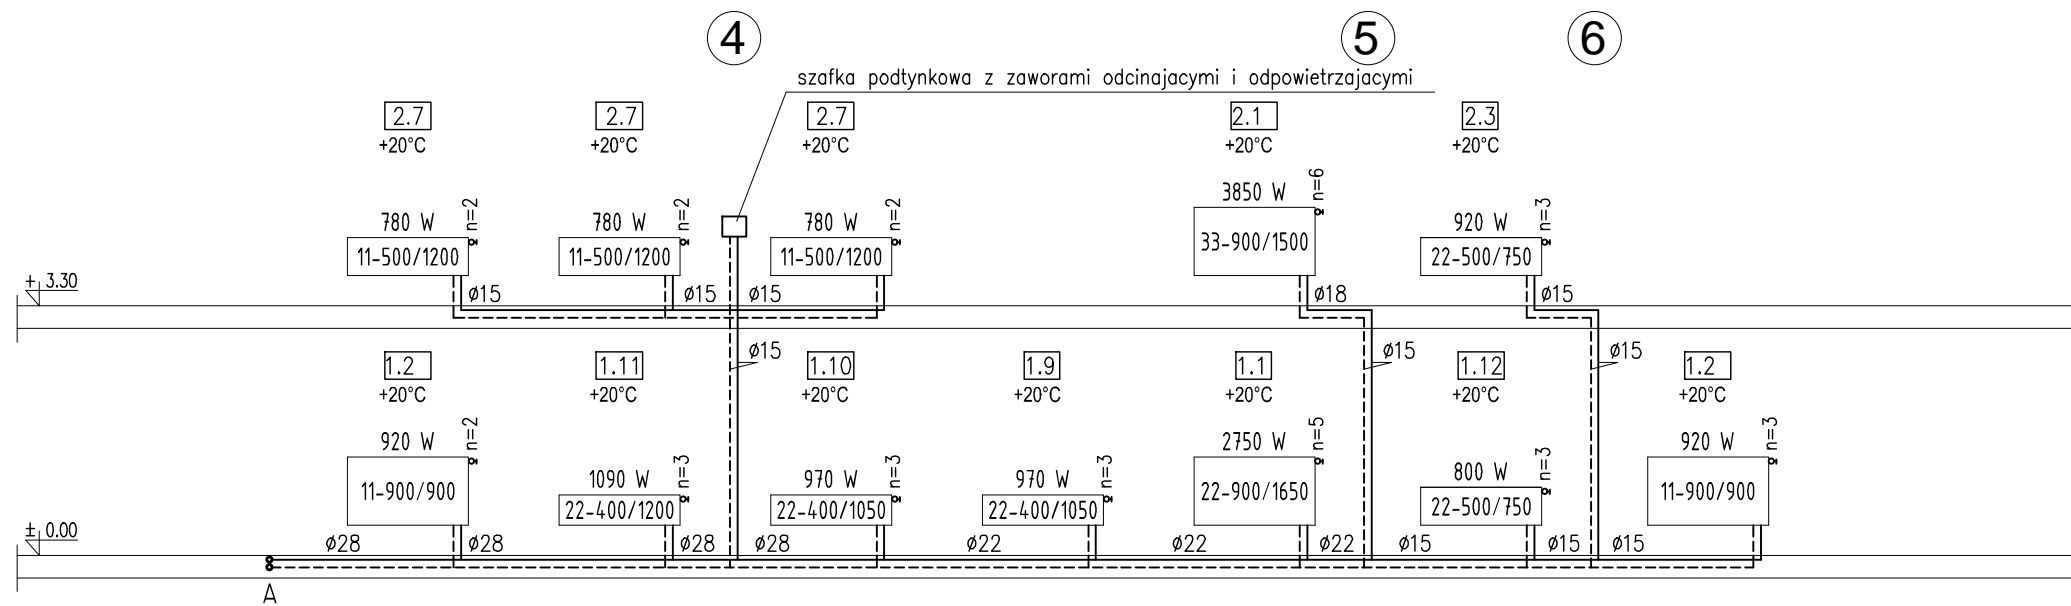 4 5 6
szafka podtynkowa z zaworami odcinajacymi i odpowietrzajacymi
2.7 2.7 2.7 2.1 2.3
+20°C +20°C +20°C +20°C +20°C
780 W n=2 780 W n=2 780 W n=2 3850 W n=6 920 W n=3
11-500/1200 11-500/1200 11-500/1200 33-900/1500 22-500/750
+ 3.30 ø15 ø15 ø15 ø18 ø15
ø15 ø15 ø15
1.2 1.11 1.10 1.9 1.1 1.12 1.2
+20°C +20°C +20°C +20°C +20°C +20°C +20°C
920 W n=2 1090 W n=3 970 W n=3 970 W n=3 2750 W n=5 800 W n=3 920 W n=3
11-900/900 22-400/1200 22-400/1050 22-400/1050 22-900/1650 22-500/750 11-900/900
± 0.00 ø28 ø28 ø28 ø28 ø22 ø22 ø22 ø15 ø15 ø15
A